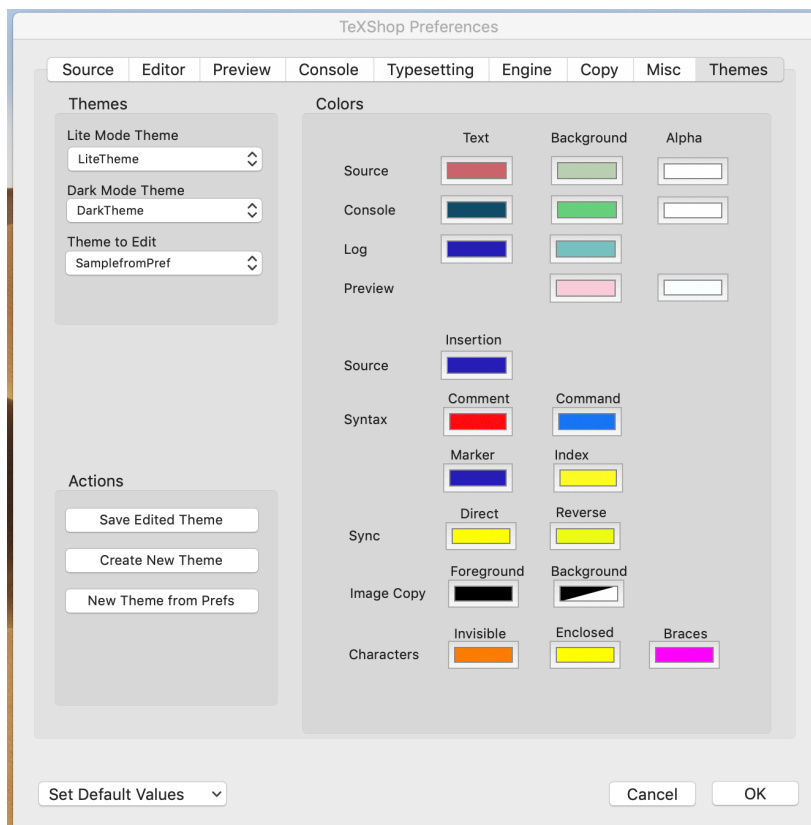 TeXShop Preferences
Source Editor Preview Console Typesetting Engine Copy Misc Themes
Themes
Lite Mode Theme
LiteTheme
Dark Mode Theme
DarkTheme
Theme to Edit
SamplefromPref
Actions
Save Edited Theme
Create New Theme
New Theme from Prefs
Colors
Text Background Alpha
Source
Console
Log
Preview
Insertion
Source
Comment Command
Syntax
Marker Index
Direct Reverse
Sync
Foreground Background
Image Copy
Invisible Enclosed Braces
Characters
Set Default Values
Cancel OK